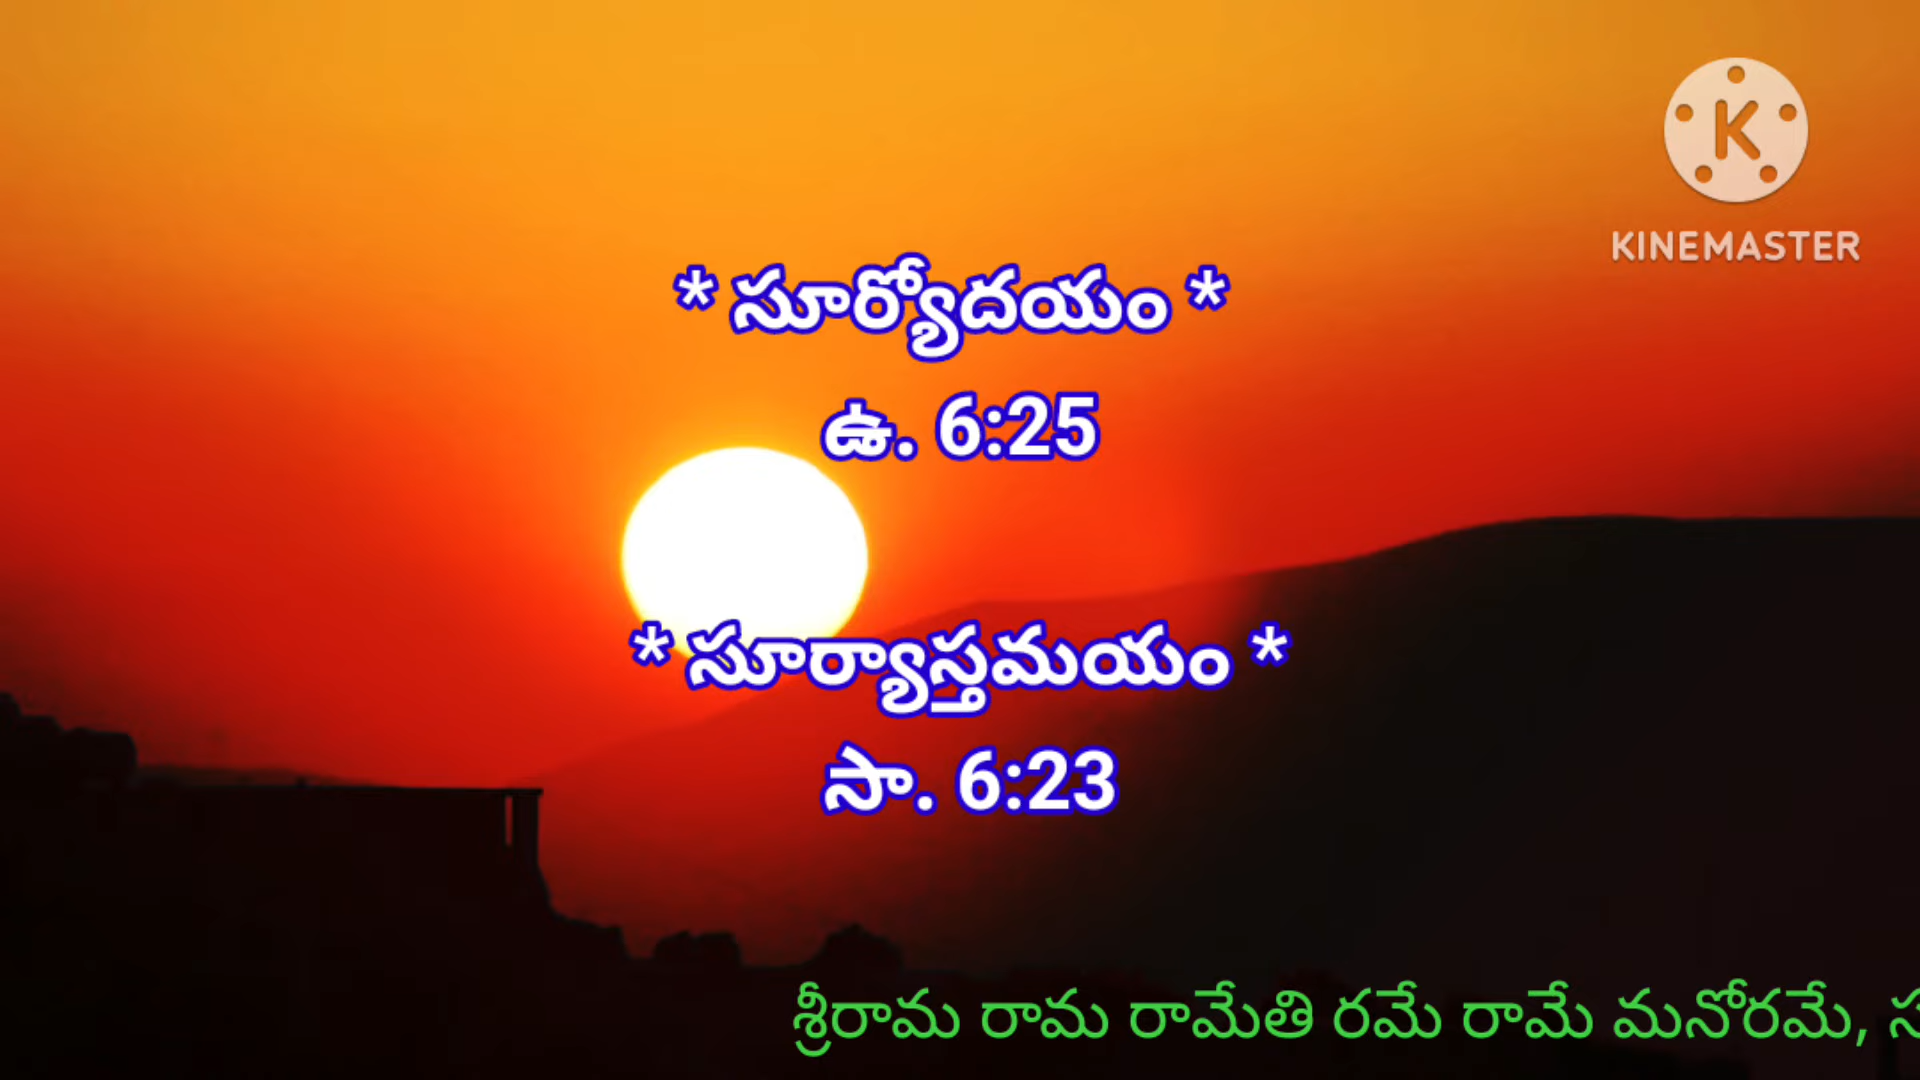 KINEMASTER
* సూర్యోదయం *
ఉ. 6:25
* సూర్యాస్తమయం *
సా. 6:23
శ్రీరామ రామ రామేతి రమే రామే మనోరమే,